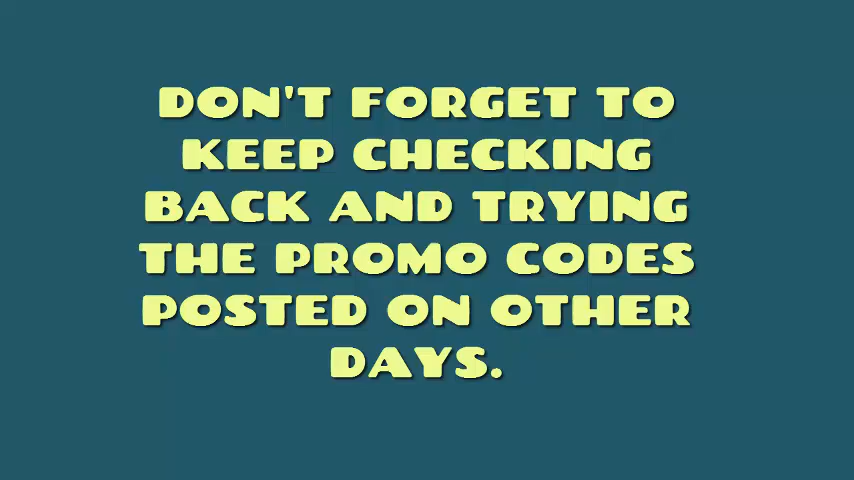 DON'T FORGET TO
KEEP CHECKING
BACK AND TRYING
THE PROMO CODES
POSTED ON OTHER
DAYS.